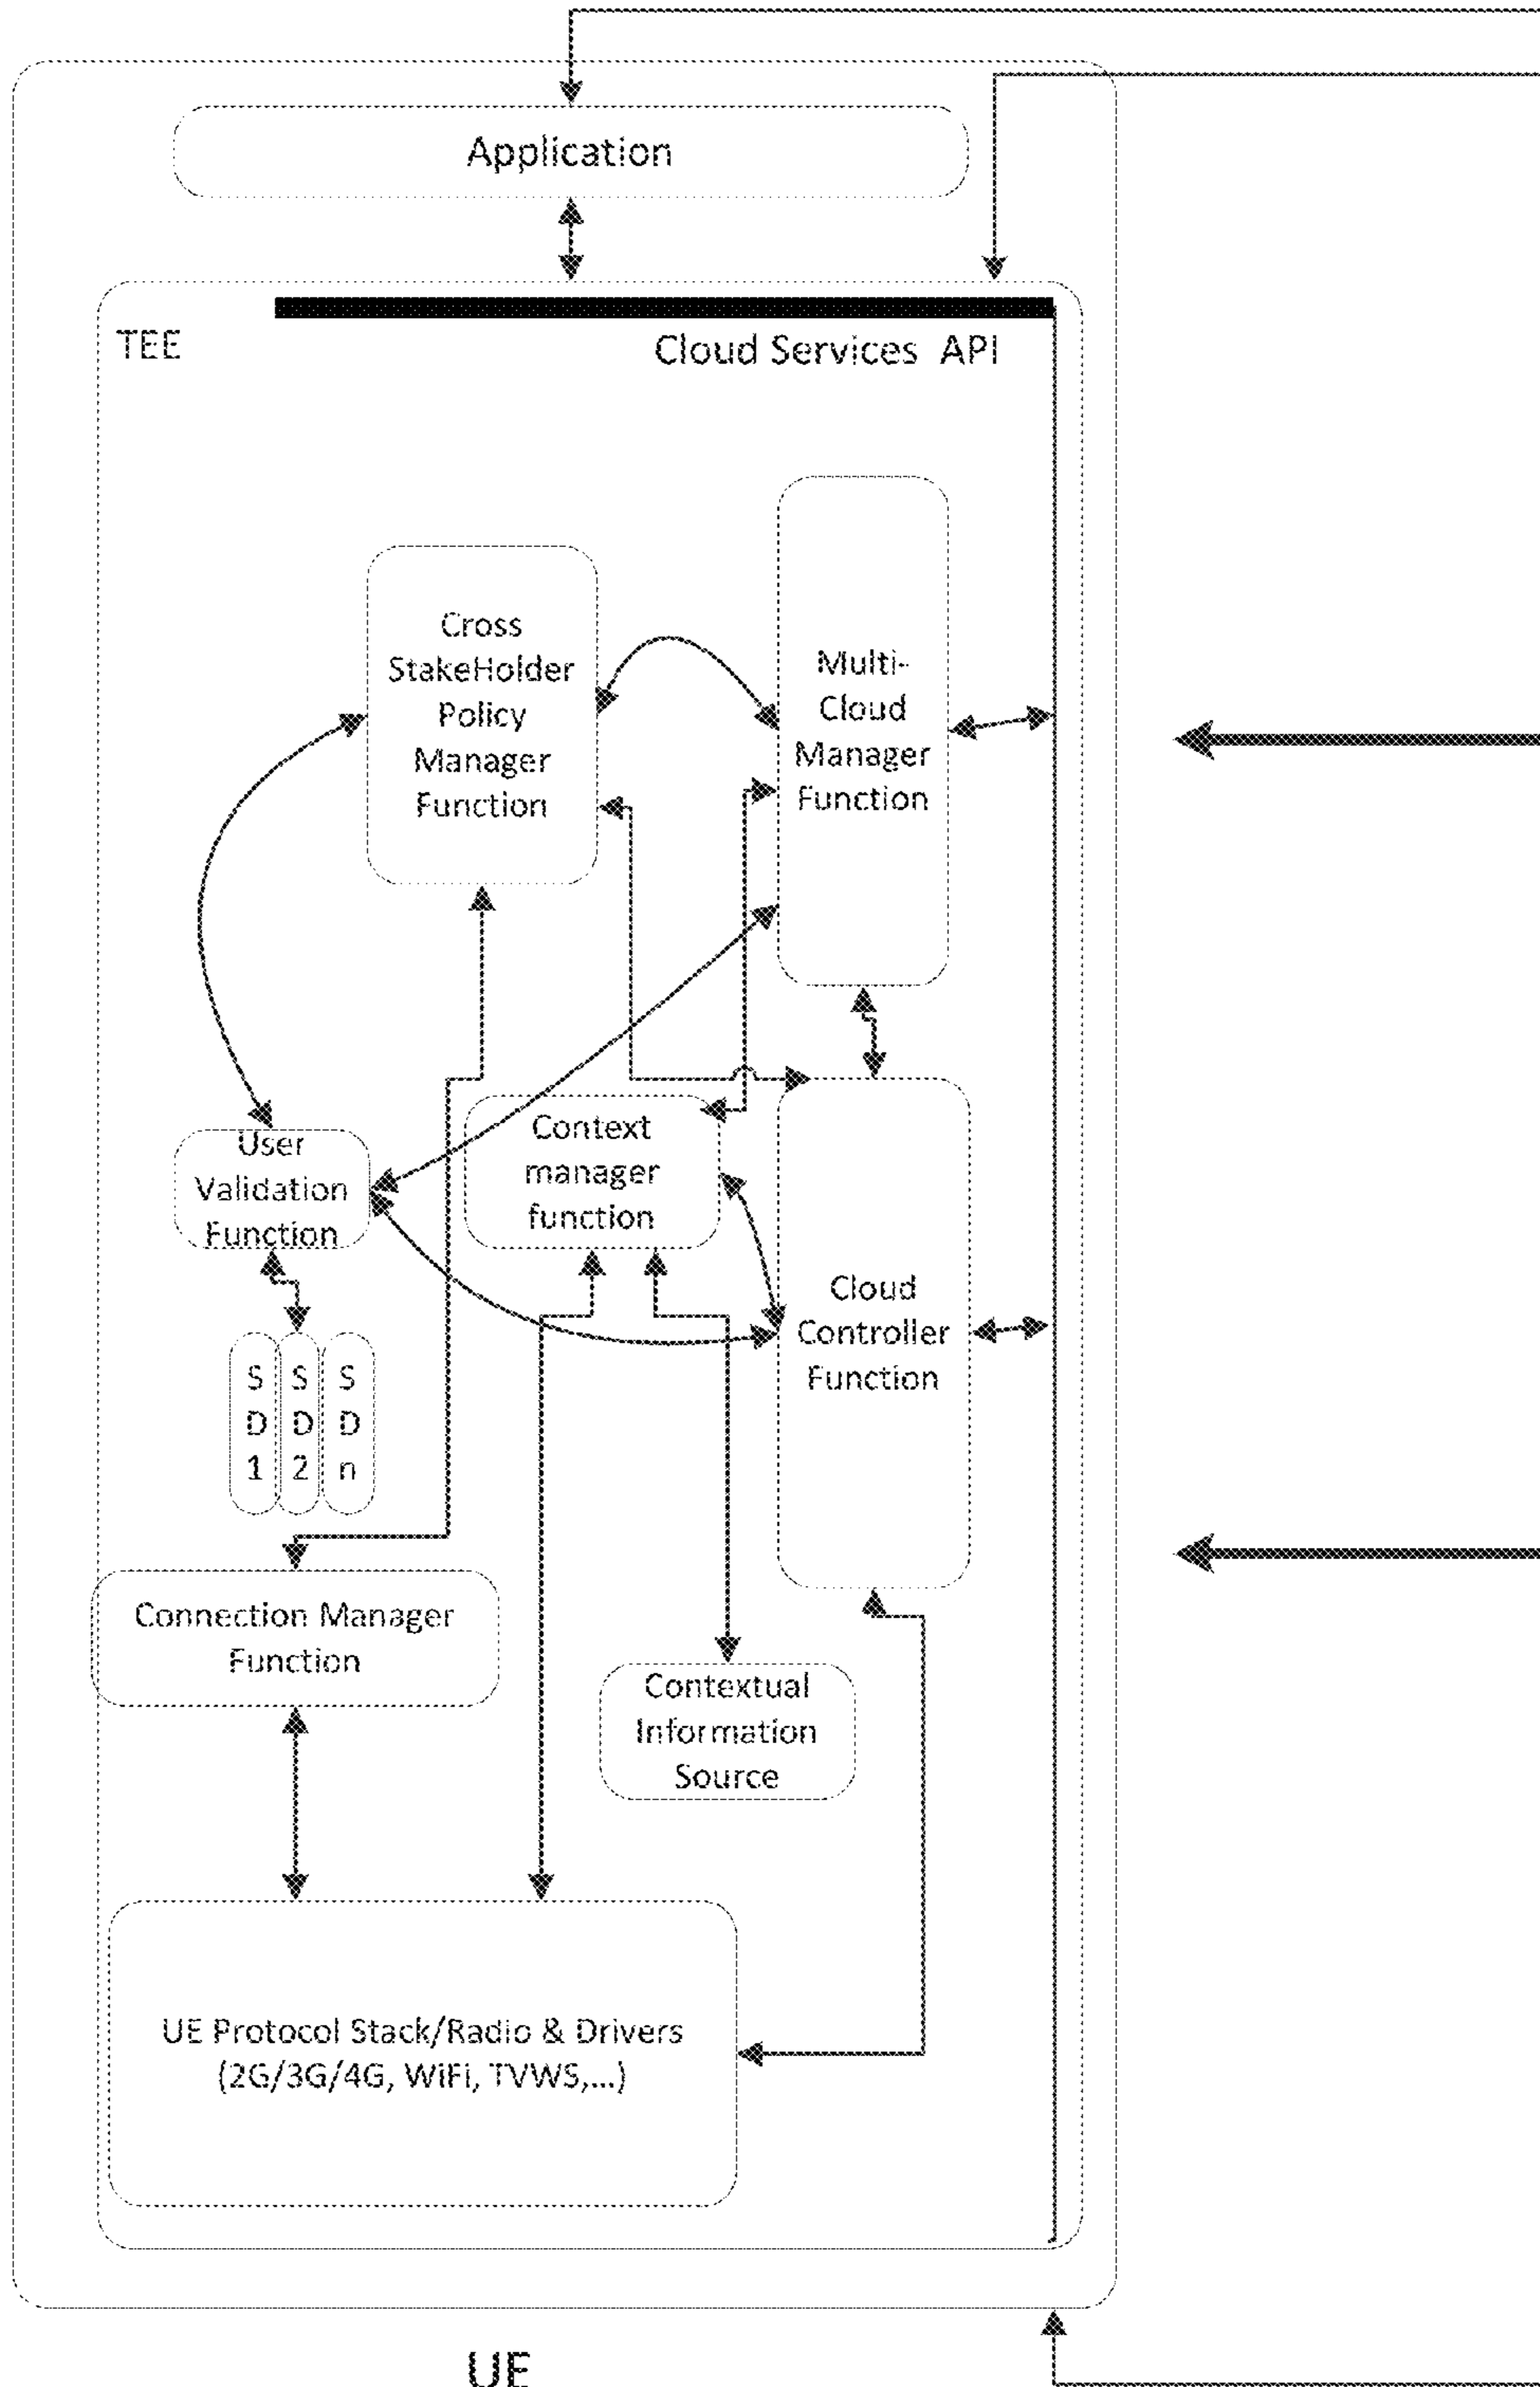 Application
TEE
Cloud Services API
Cross
StakeHolder
Policy
Manager
Function
Multi-
Cloud
Manager
Function
User
Validation
Function
Context
manager
function
Cloud
Controller
Function
S
D
1
S
D
2
S
D
n
Connection Manager
Function
Contextual
Information
Source
UE Protocol Stack/Radio & Drivers
(2G/3G/4G, WiFi, TVWS,...)
UE